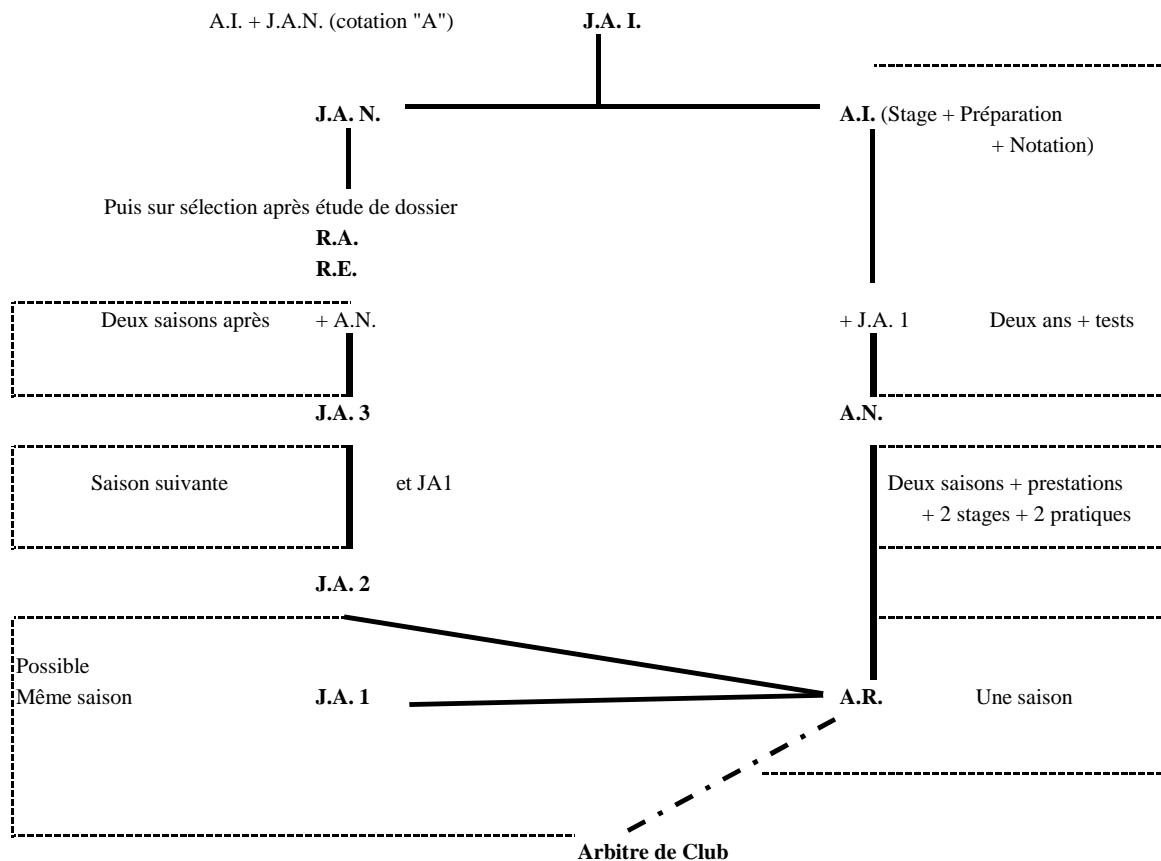 A.I. + J.A.N. (cotation "A") J.A. I.
J.A. N. A.I. (Stage + Préparation
+ Notation)
Puis sur sélection après étude de dossier
R.A.
R.E.
Deux saisons après + A.N. + J.A. 1 Deux ans + tests
J.A. 3 A.N.
Saison suivante et JA1 Deux saisons + prestations
+ 2 stages + 2 pratiques
J.A. 2
Possible
Même saison J.A. 1 A.R. Une saison
Arbitre de Club